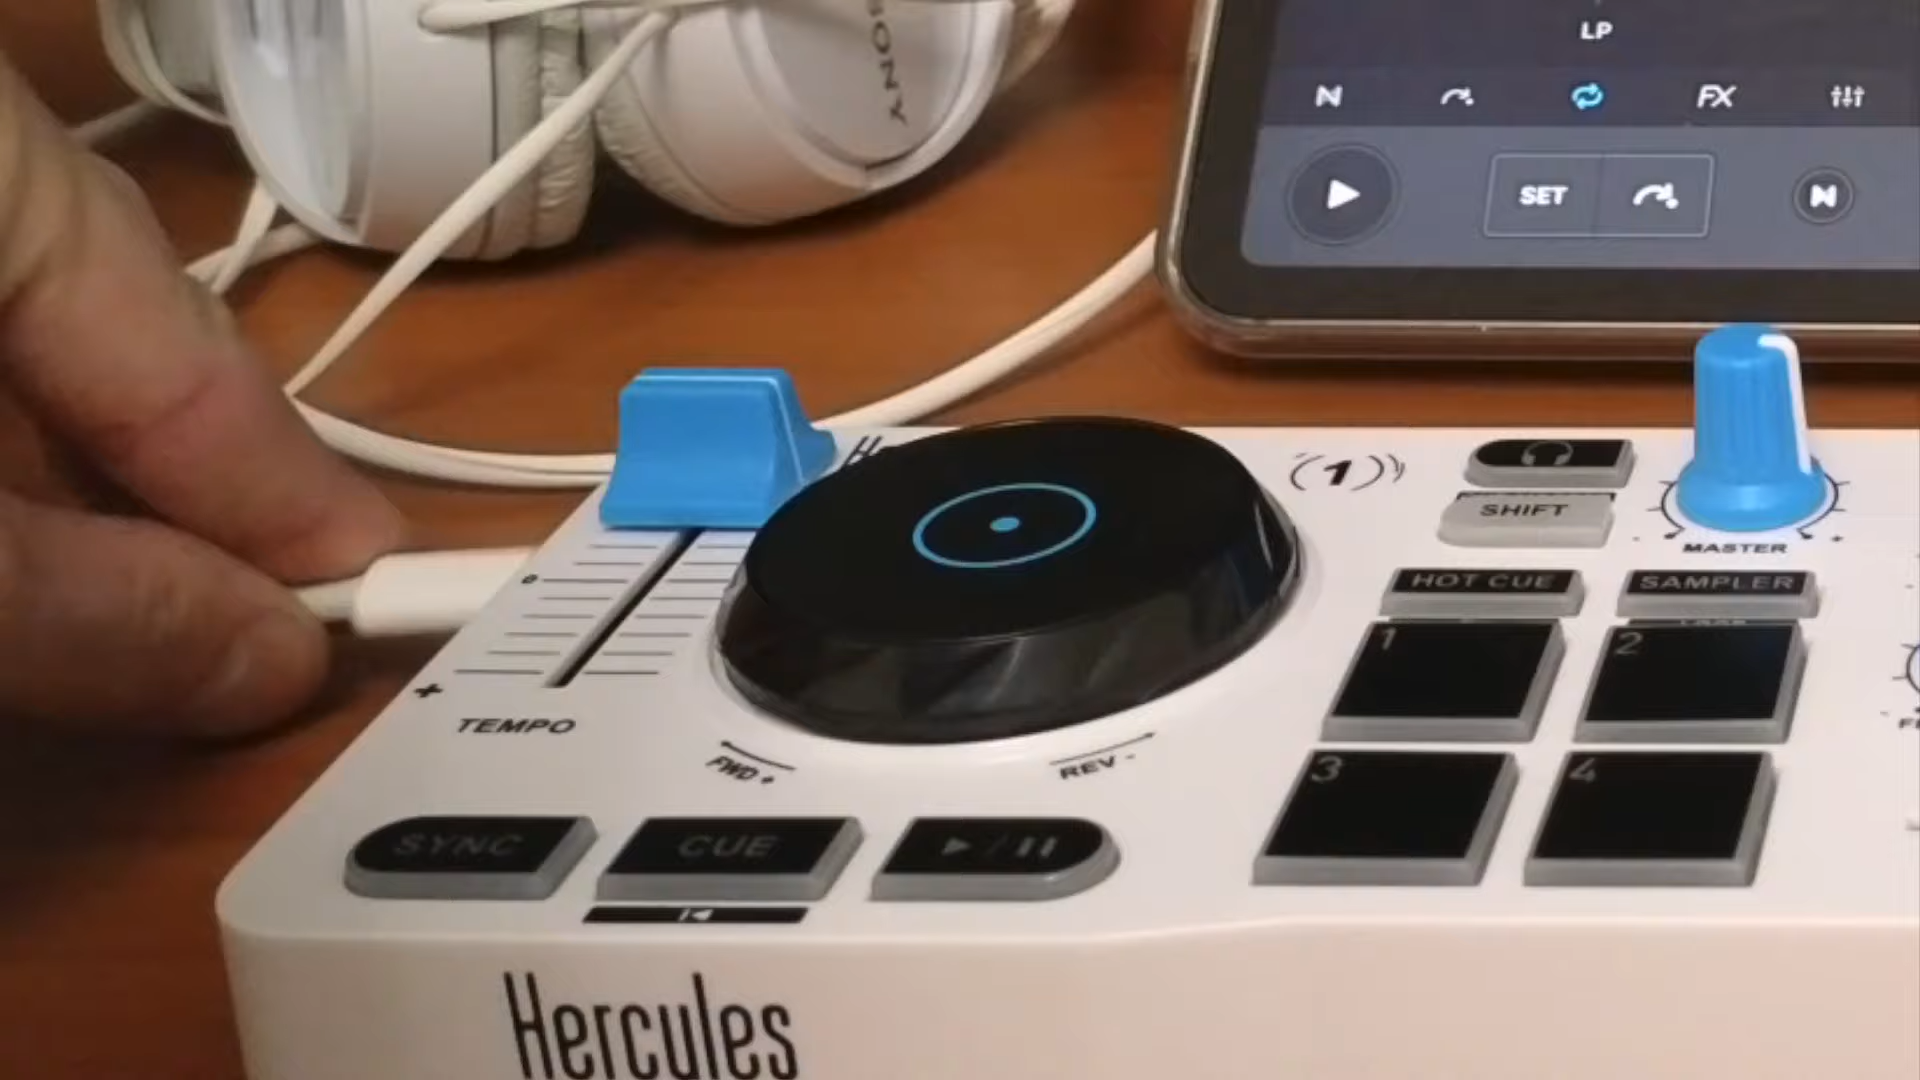 SONY
LP
FX
SET
1
SHIFT
MASTER
HOT CUE
SAMPLER
0
1
2
+
TEMPO
FWD +
REV -
3
4
SYNC
CUE
Hercules